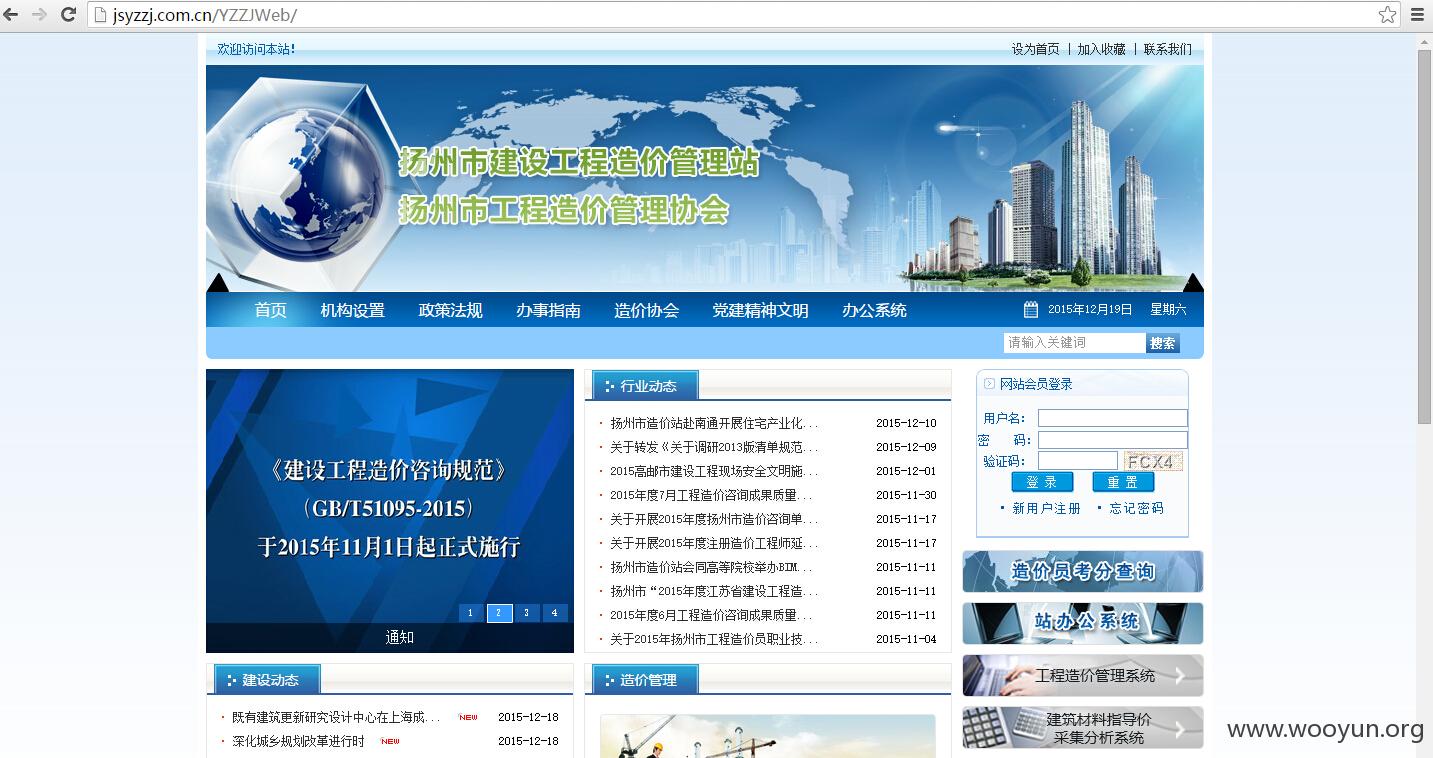 jsyzzj.com.cn/YZZJWeb/
欢迎访问本站!
设为首页 | 加入收藏 | 联系我们
扬州市建设工程造价管理站
扬州市工程造价管理协会
首页 机构设置 政策法规 办事指南 造价协会 党建精神文明 办公系统 2015年12月19日 星期六
请输入关键词 搜索
《建设工程造价咨询规范》
(GB/T51095-2015)
于2015年11月1日起正式施行
1 2 3 4
通知
行业动态
扬州市造价站赴南通开展住宅产业化... 2015-12-10
关于转发《关于调研2013版清单规范... 2015-12-09
2015高邮市建设工程现场安全文明施... 2015-12-01
2015年度7月工程造价咨询成果质量... 2015-11-30
关于开展2015年度扬州市造价咨询单... 2015-11-17
关于开展2015年度注册造价工程师延... 2015-11-17
扬州市造价站会同高等院校举办BIM... 2015-11-11
扬州市“2015年度江苏省建设工程造... 2015-11-11
2015年度6月工程造价咨询成果质量... 2015-11-11
关于2015年扬州市工程造价员职业技... 2015-11-04
网站会员登录
用户名:
密 码:
验证码: FCX4
登 录 重 置
新用户注册 忘记密码
造价员考分查询
站办公系统
工程造价管理系统
建筑材料指导价
采集分析系统
建设动态
既有建筑更新研究设计中心在上海成... NEW 2015-12-18
深化城乡规划改革进行时 NEW 2015-12-18
造价管理
www.wooyun.org